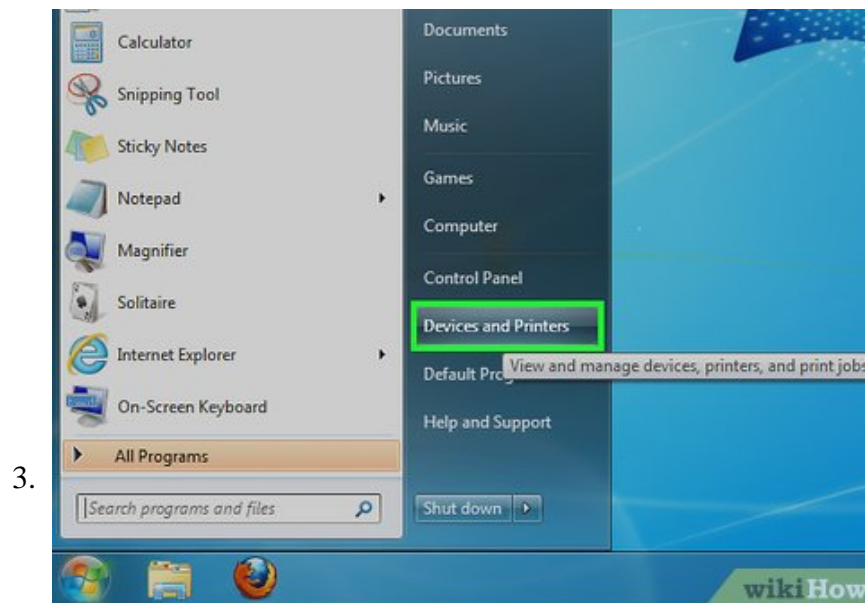 Calculator
Snipping Tool
Sticky Notes
Notepad
Magnifier
Solitaire
Internet Explorer
On-Screen Keyboard
All Programs
Search programs and files
Documents
Pictures
Music
Games
Computer
Control Panel
Devices and Printers
View and manage devices, printers, and print jobs
Default Prog
Help and Support
Shut down
3.
wikiHow